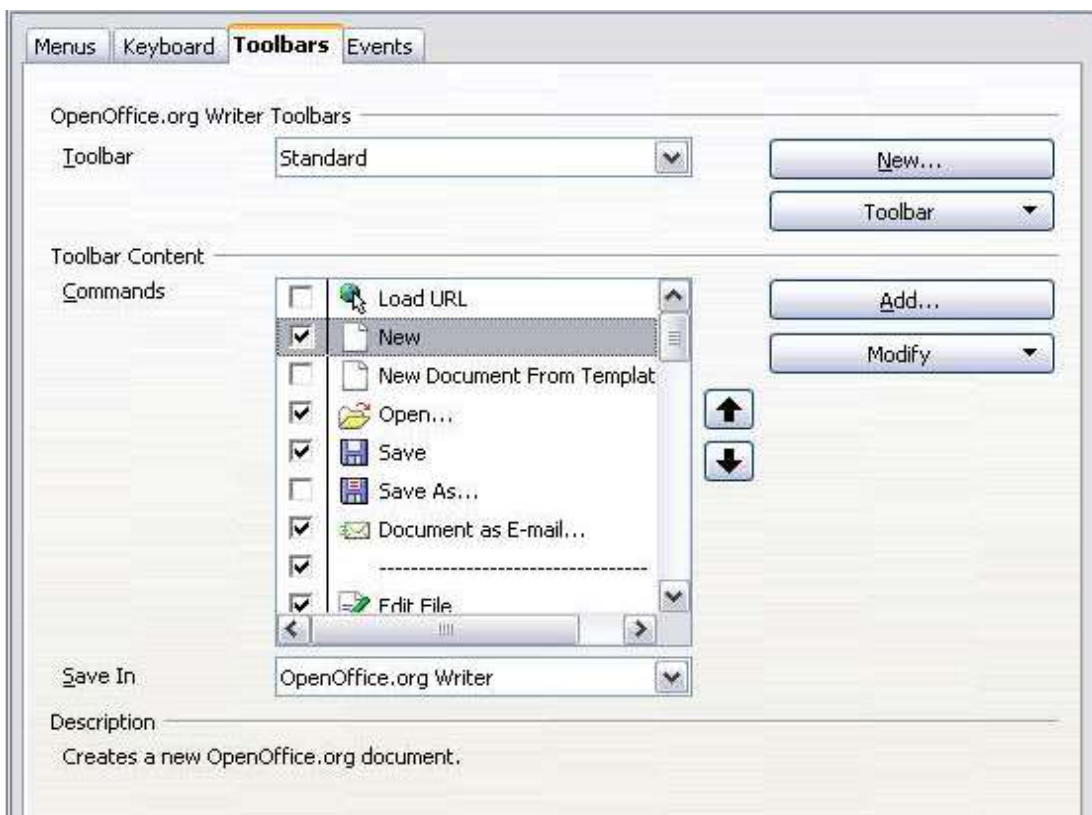 Menus Keyboard Toolbars Events
OpenOffice.org Writer Toolbars
Toolbar Standard New...
Toolbar
Toolbar Content
Commands Load URL Add...
New
Modify
New Document From Templat
Open...
Save
Save As...
Document as E-mail...
--------------------------------
Edit File
Save In OpenOffice.org Writer
Description
Creates a new OpenOffice.org document.